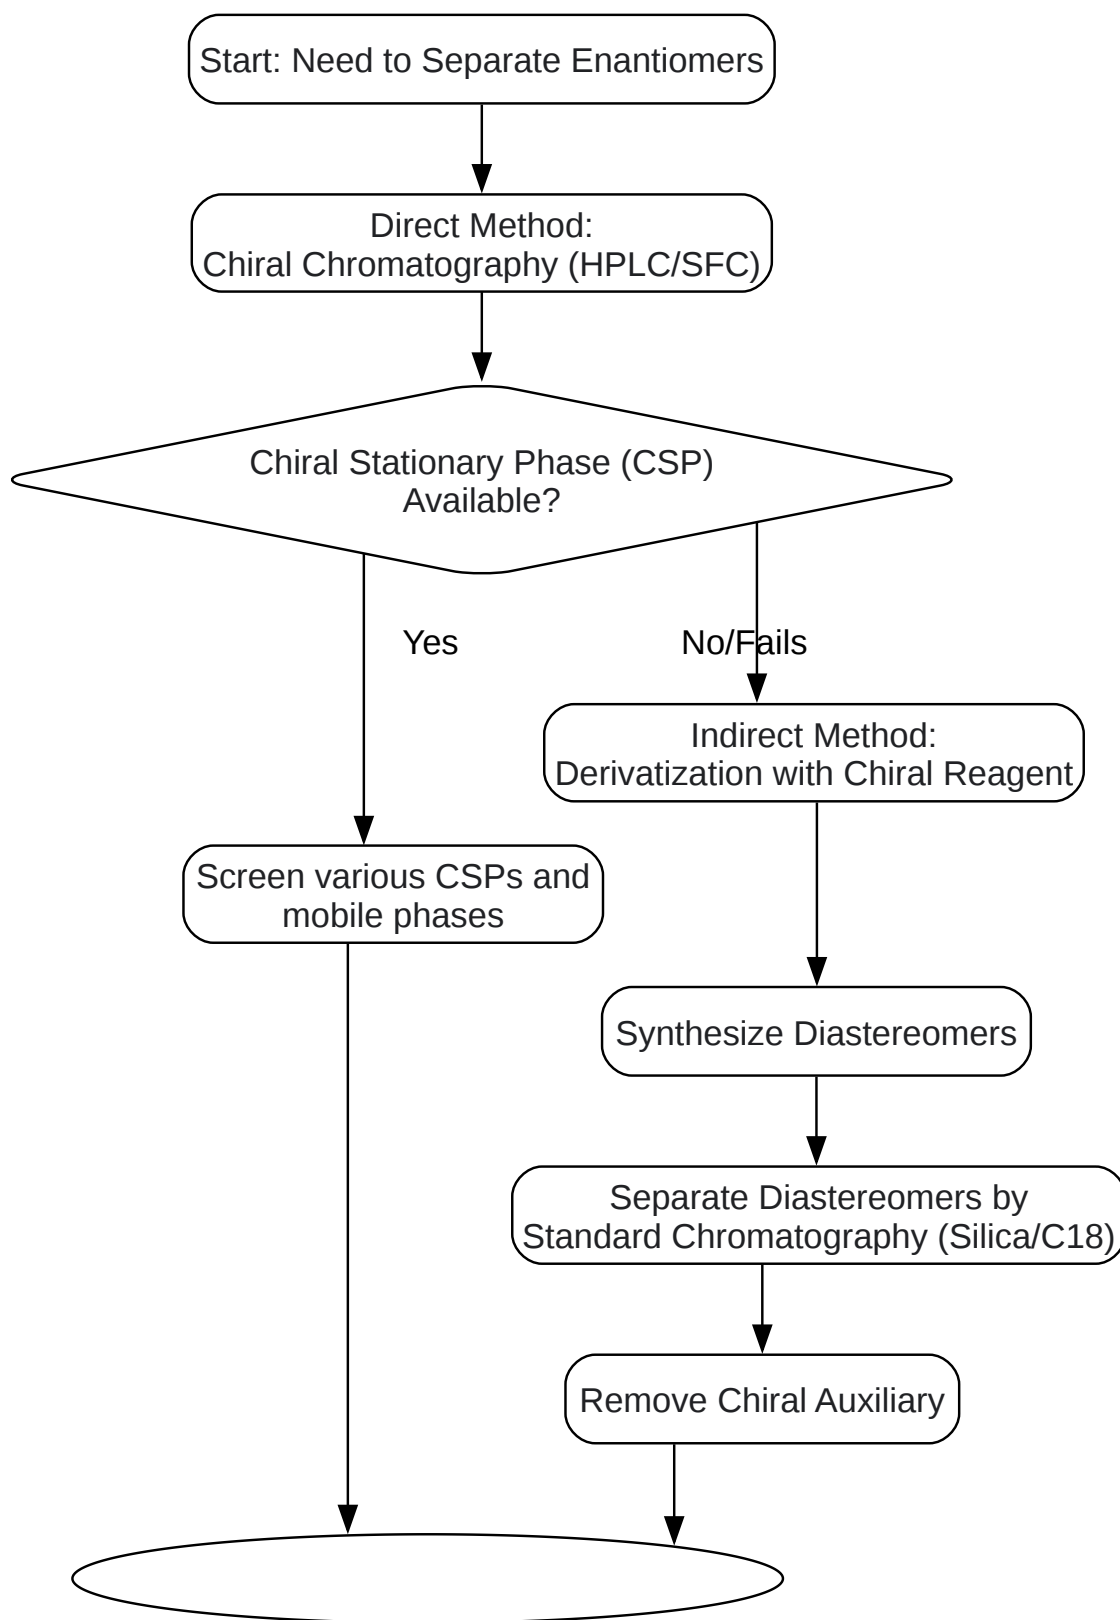 Start: Need to Separate Enantiomers
Direct Method:
Chiral Chromatography (HPLC/SFC)
Chiral Stationary Phase (CSP)
Available?
Yes
No/Fails
Indirect Method:
Derivatization with Chiral Reagent
Screen various CSPs and
mobile phases
Synthesize Diastereomers
Separate Diastereomers by
Standard Chromatography (Silica/C18)
Remove Chiral Auxiliary